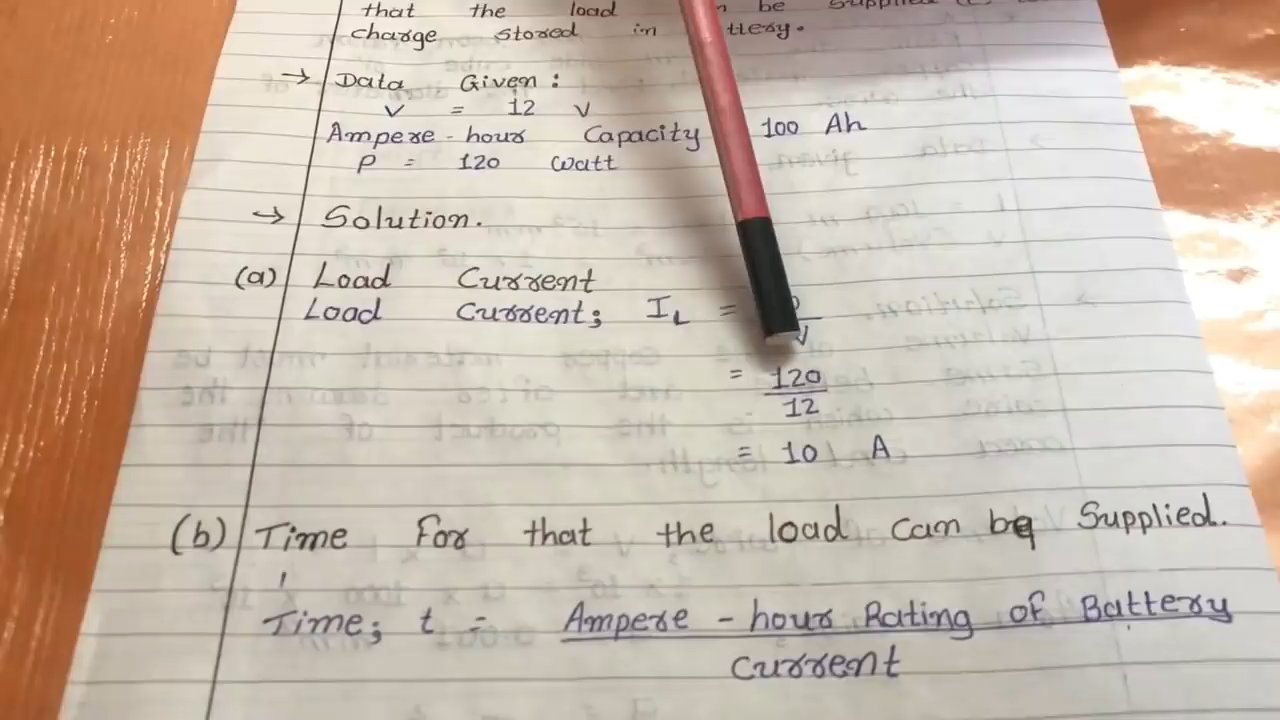 that the load be supplied
charge stored in ttery.
→ Data Given :
V = 12 V
Ampere - hour Capacity 100 Ah
P = 120 watt
→ Solution.
(a) Load Current
Load Current; I_L = P/V
= 120/12
= 10 A
(b) Time For that the load can be Supplied.
Time; t = Ampere - hour Rating of Battery
Current